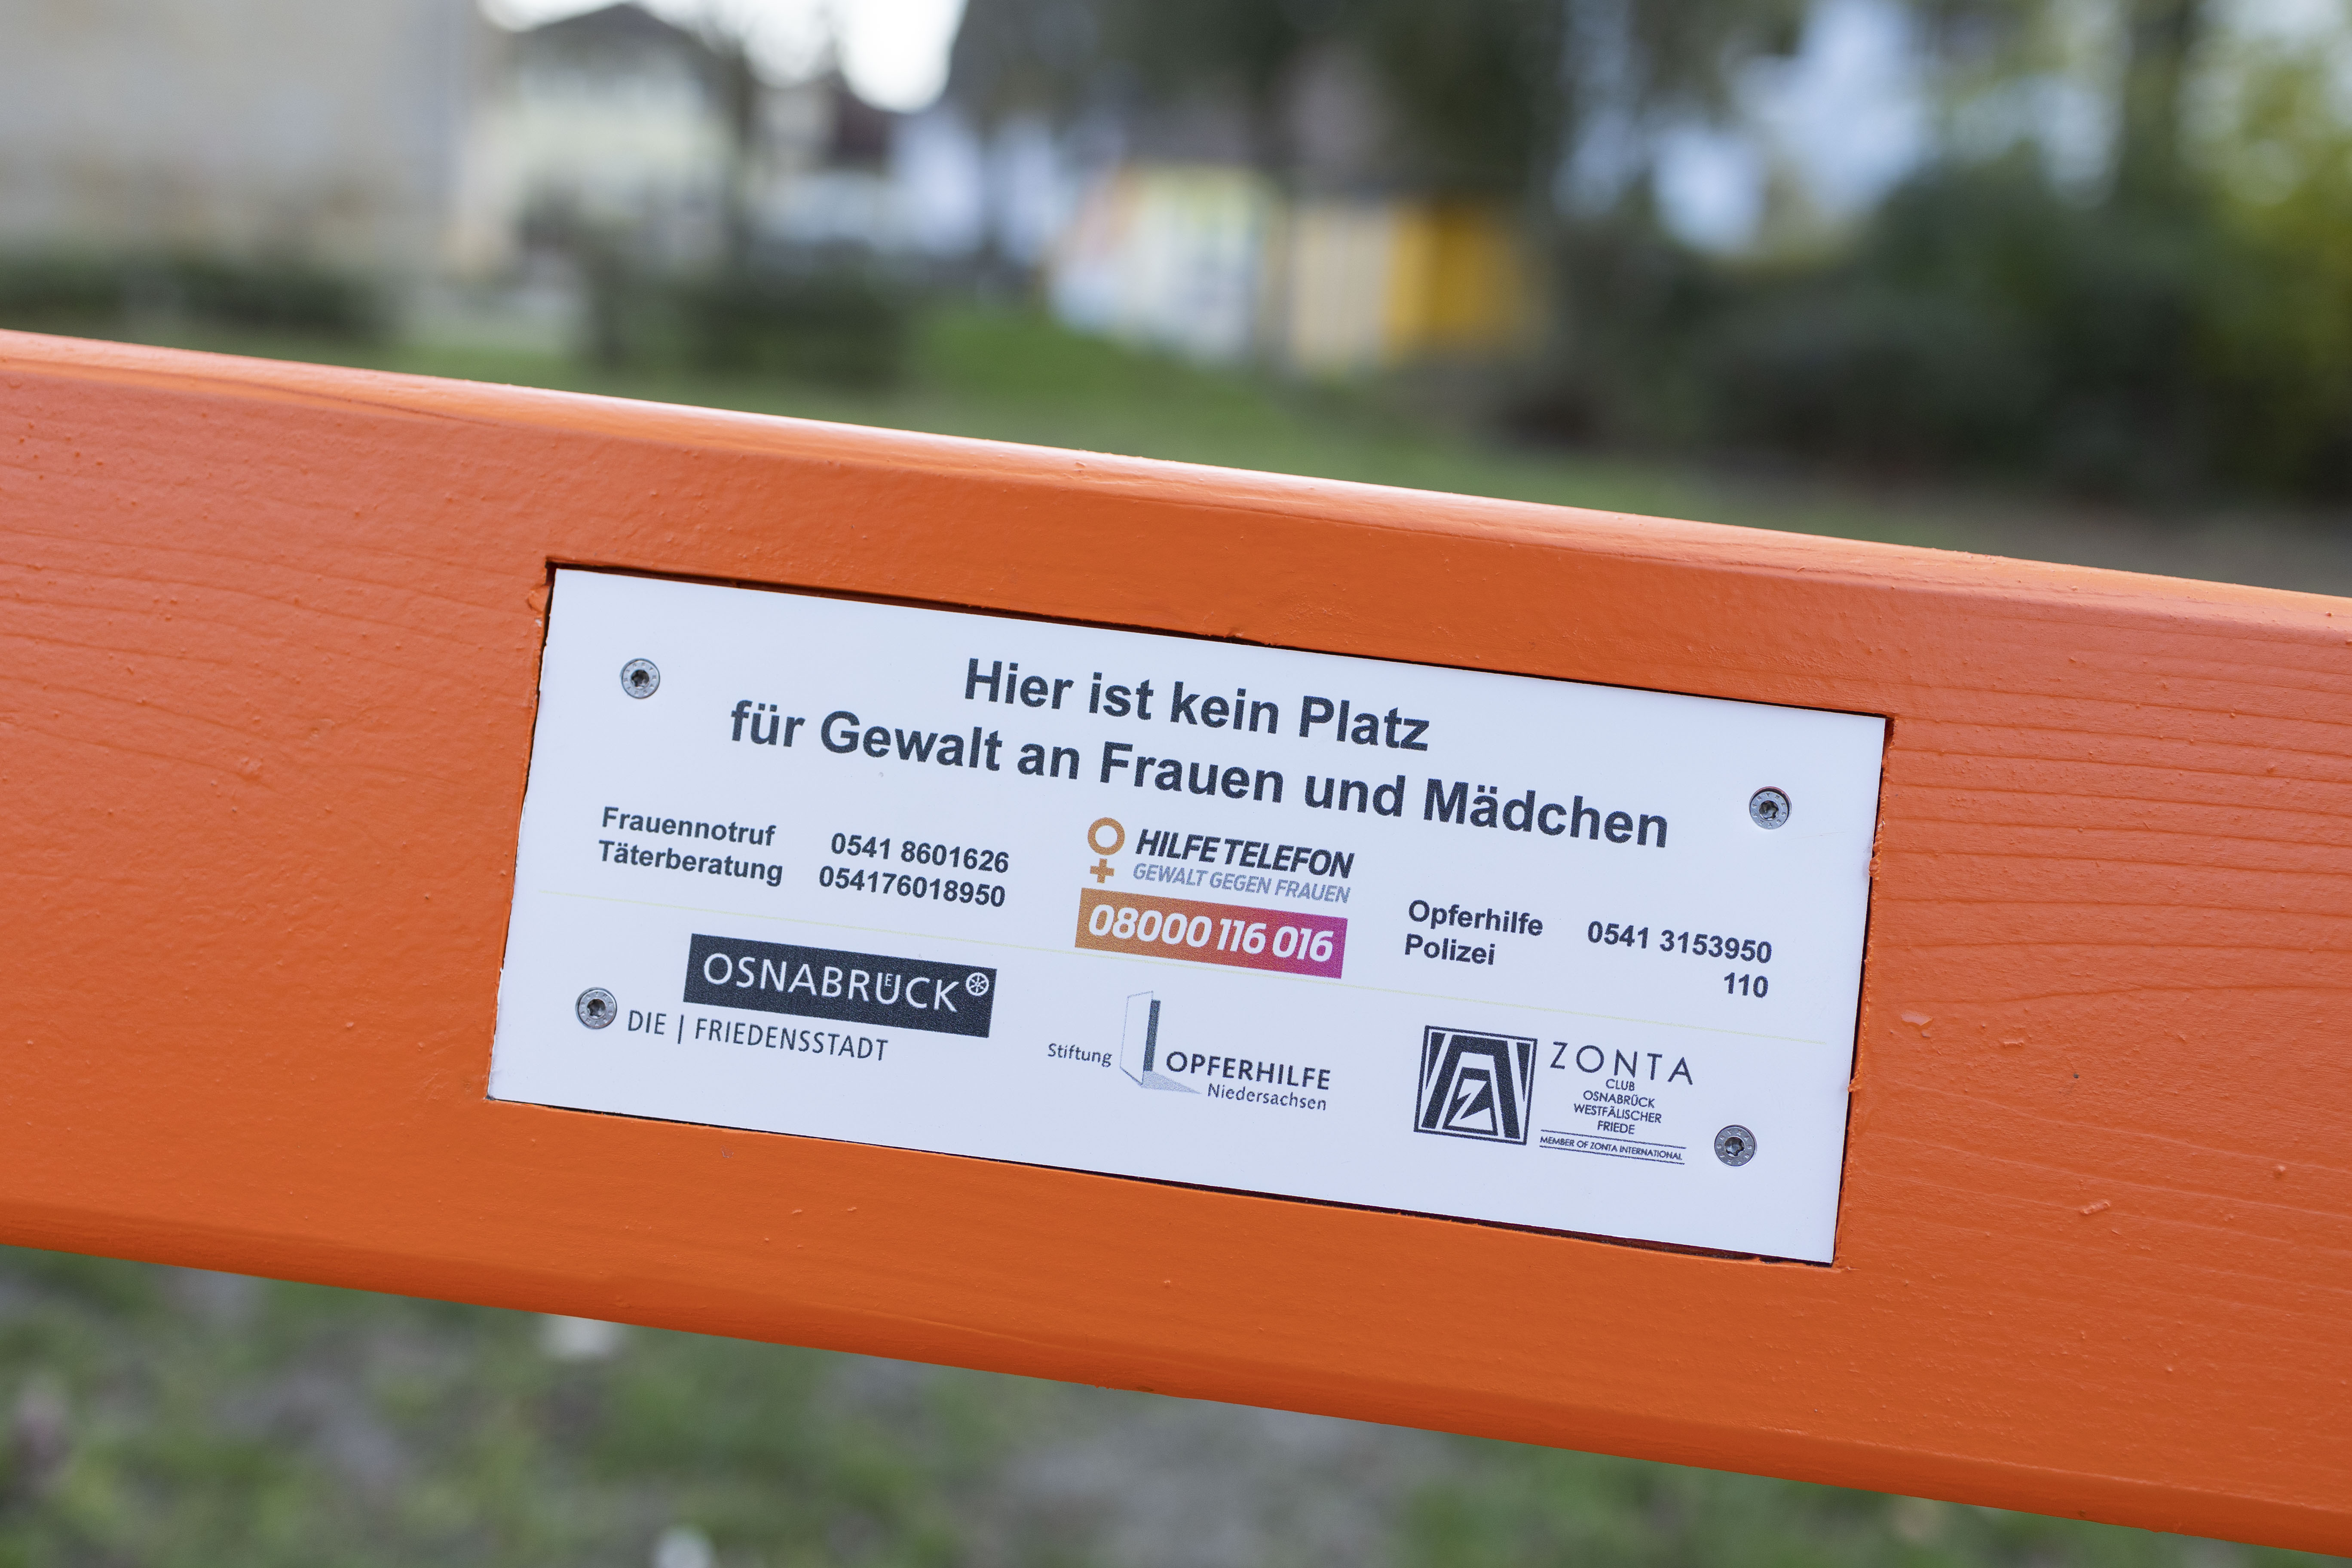 Hier ist kein Platz
für Gewalt an Frauen und Mädchen
Frauennotruf 0541 8601626
Täterberatung 054176018950
HILFETELEFON
GEWALT GEGEN FRAUEN
08000 116 016
Opferhilfe 0541 3153950
Polizei 110
OSNABRÜCK
DIE | FRIEDENSSTADT
Stiftung OPFERHILFE
Niedersachsen
ZONTA
CLUB
OSNABRÜCK
WESTFÄLISCHER
FRIEDE
MEMBER OF ZONTA INTERNATIONAL